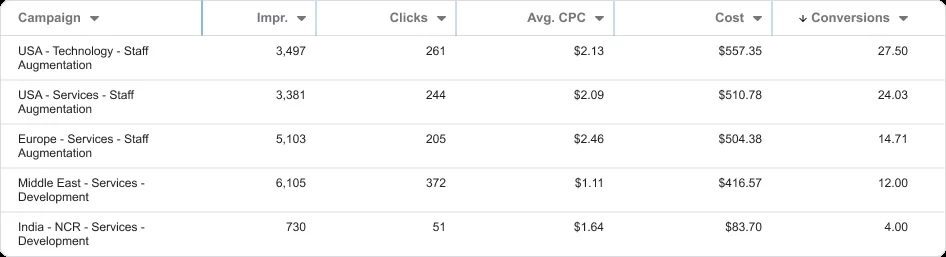 Campaign Impr. Clicks Avg. CPC Cost Conversions
USA - Technology - Staff 3,497 261 $2.13 $557.35 27.50
Augmentation
USA - Services - Staff 3,381 244 $2.09 $510.78 24.03
Augmentation
Europe - Services - Staff 5,103 205 $2.46 $504.38 14.71
Augmentation
Middle East - Services - 6,105 372 $1.11 $416.57 12.00
Development
India - NCR - Services - 730 51 $1.64 $83.70 4.00
Development